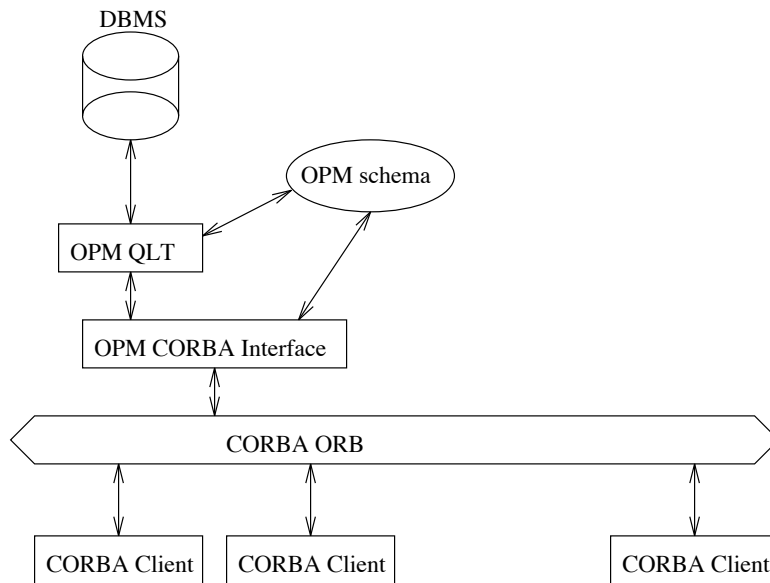 DBMS
OPM schema
OPM QLT
OPM CORBA Interface
CORBA ORB
CORBA Client
CORBA Client
CORBA Client